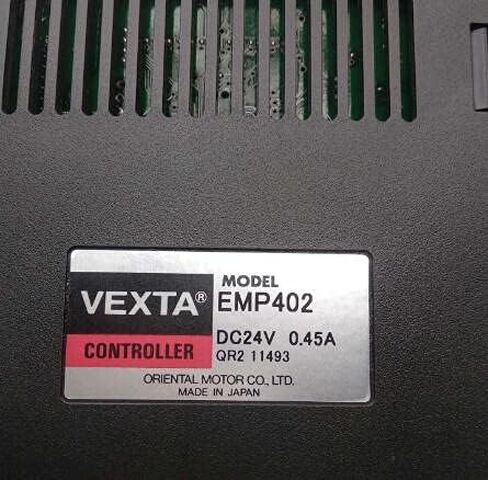 MODEL
VEXTA® EMP402
DC24V 0.45A
CONTROLLER QR2 11493
ORIENTAL MOTOR CO., LTD.
MADE IN JAPAN